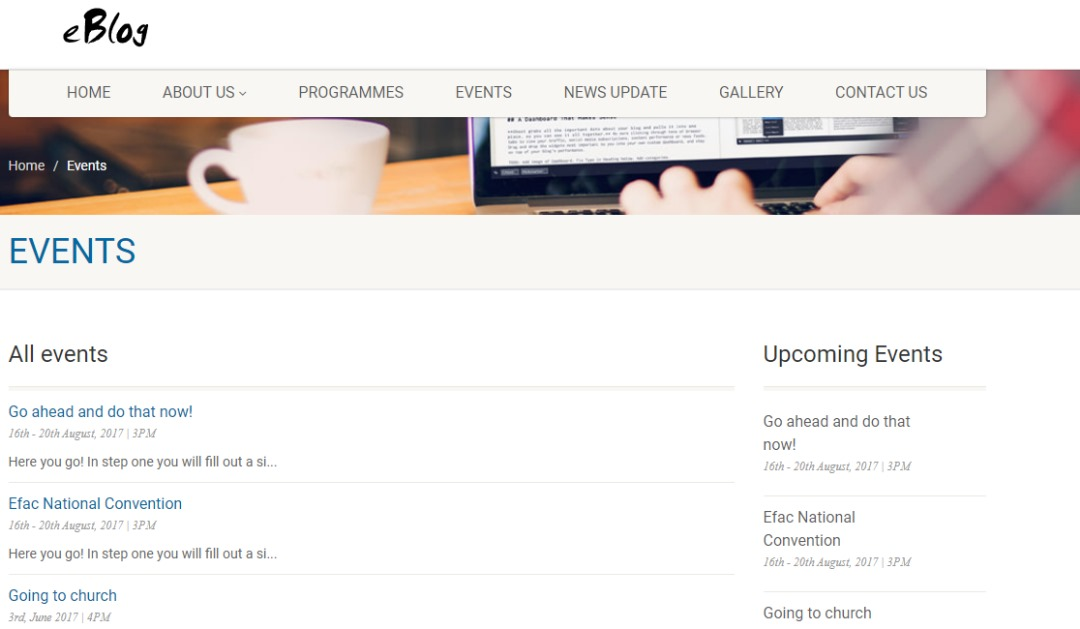 eBlog
HOME
ABOUT US
PROGRAMMES
EVENTS
NEWS UPDATE
GALLERY
CONTACT US
Home / Events
EVENTS
All events
Go ahead and do that now!
16th - 20th August, 2017 | 3PM
Here you go! In step one you will fill out a si...
Efac National Convention
16th - 20th August, 2017 | 3PM
Here you go! In step one you will fill out a si...
Going to church
3rd, June 2017 | 4PM
Upcoming Events
Go ahead and do that
now!
16th - 20th August, 2017 | 3PM
Efac National
Convention
16th - 20th August, 2017 | 3PM
Going to church